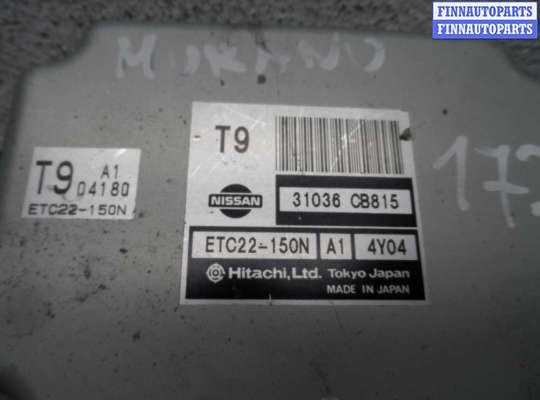 FINNAUTOPARTS
FINNAUTOPARTS
MURANO
T9
31036 CB815
NISSAN
ETC22-150N A1 4Y04
Hitachi, Ltd. Tokyo Japan
MADE IN JAPAN
T9 A1
04180
ETC22-150N
173